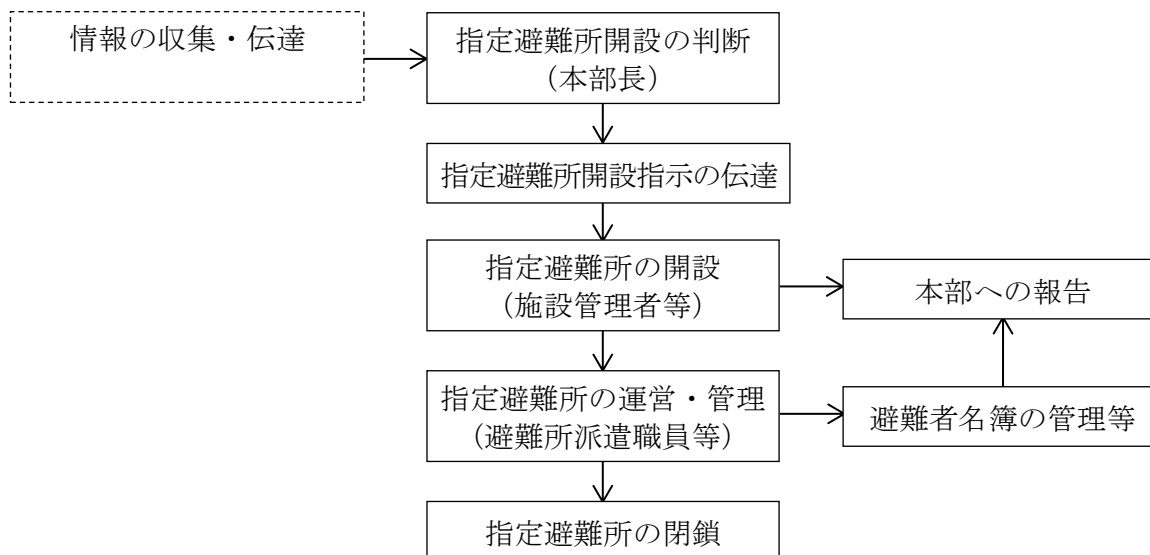 情報の収集・伝達
指定避難所開設の判断
（本部長）
指定避難所開設指示の伝達
指定避難所の開設
（施設管理者等）
本部への報告
指定避難所の運営・管理
（避難所派遣職員等）
避難者名簿の管理等
指定避難所の閉鎖